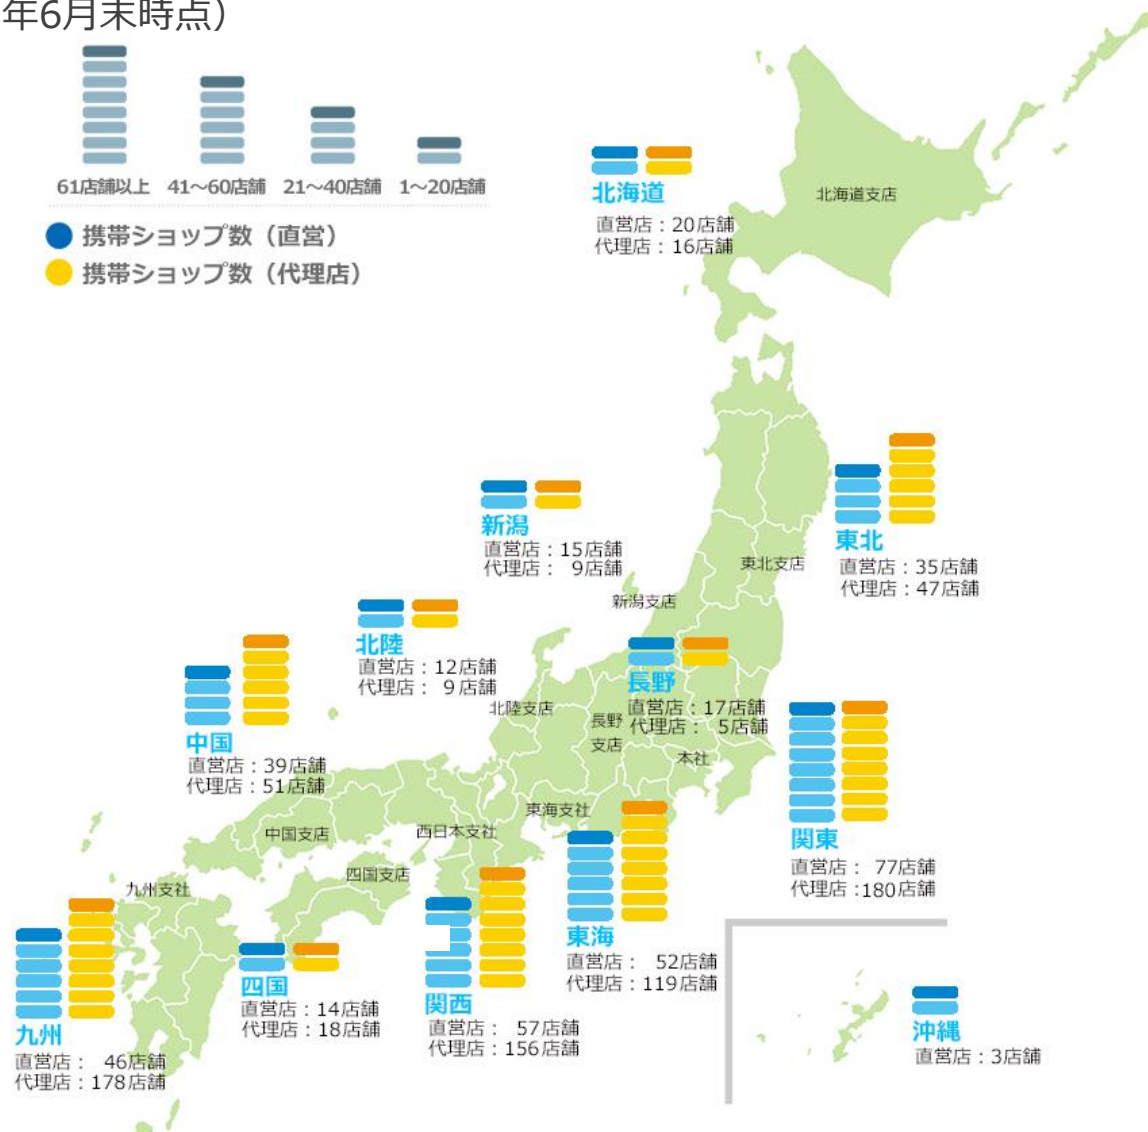 年6月末時点）
61店舗以上 41～60店舗 21～40店舗 1～20店舗
携帯ショップ数（直営）
携帯ショップ数（代理店）
北海道
直営店：20店舗
代理店：16店舗
北海道支店
新潟
直営店：15店舗
代理店： 9店舗
東北
直営店：35店舗
代理店：47店舗
東北支店
新潟支店
北陸
直営店：12店舗
代理店： 9店舗
北陸支店
長野
直営店：17店舗
代理店： 5店舗
長野
支店
本社
中国
直営店：39店舗
代理店：51店舗
中国支店
西日本支社
東海支社
関東
直営店： 77店舗
代理店：180店舗
四国支店
九州支社
東海
直営店： 52店舗
代理店：119店舗
四国
直営店：14店舗
代理店：18店舗
関西
直営店： 57店舗
代理店：156店舗
九州
直営店： 46店舗
代理店：178店舗
沖縄
直営店：3店舗